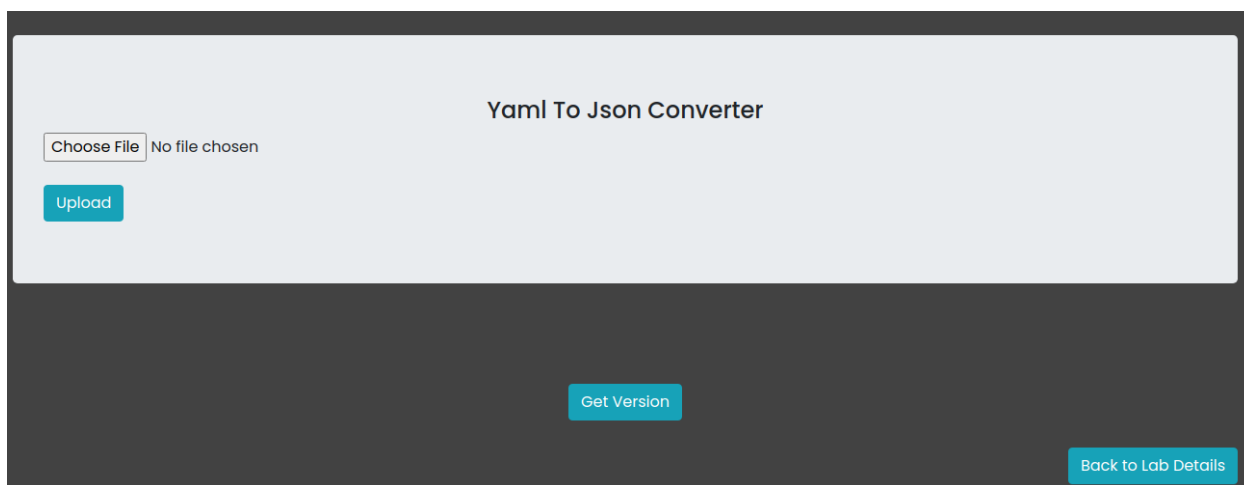 Yaml To Json Converter
Choose File No file chosen
Upload
Get Version
Back to Lab Details